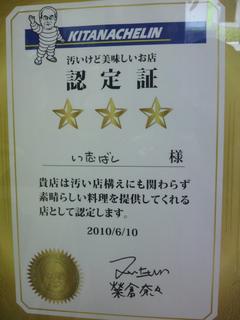 KITANACHELIN
汚いけど美味しいお店
認定証
い志ばし 様
貴店は汚い店構えにも関わらず
素晴らしい料理を提供してくれる
店として認定します。
2010/6/10
榮倉奈々